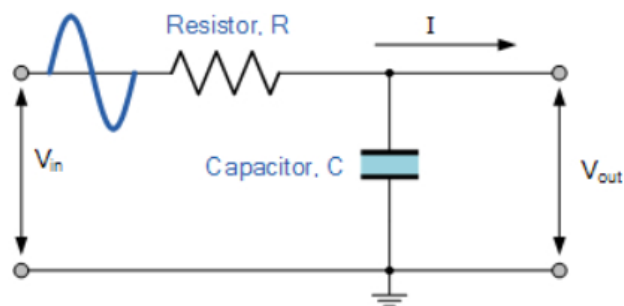 Resistor, R
I
Vin
Capacitor, C
Vout